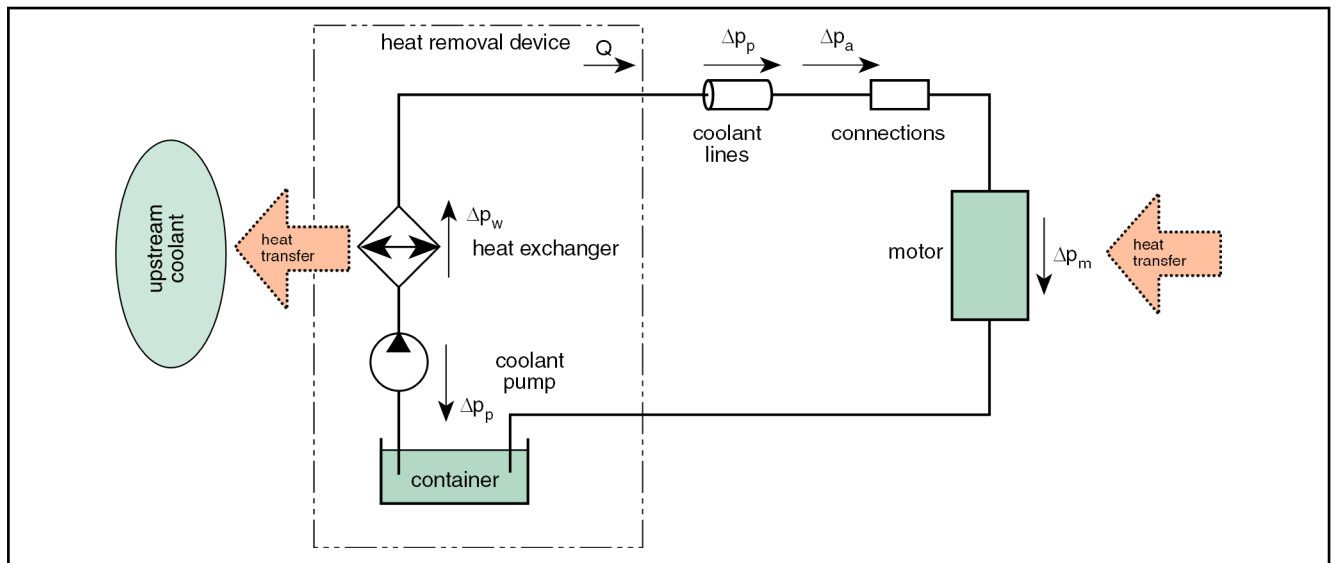 heat removal device
Q
Δpp
Δpa
coolant
lines
connections
upstream
coolant
heat
transfer
Δpw
heat exchanger
motor
Δpm
heat
transfer
coolant
pump
Δpp
container